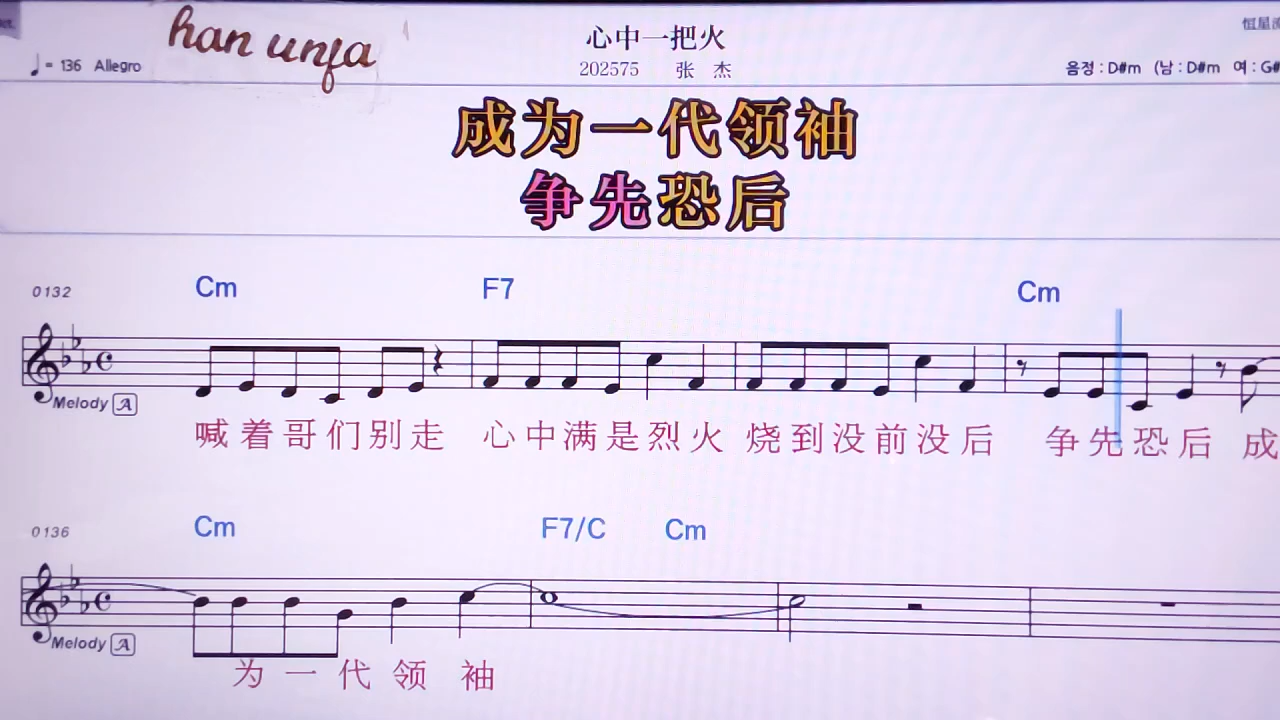 han unfa
心中一把火
♩= 136 Allegro
202575 张 杰
음정 : D#m (남 : D#m 여 : G#
成为一代领袖
争先恐后
0132
Cm F7 Cm
Melody A
喊着哥们别走 心中满是烈火 烧到没前没后 争先恐后 成
0136
Cm F7/C Cm
Melody A
为一代领袖